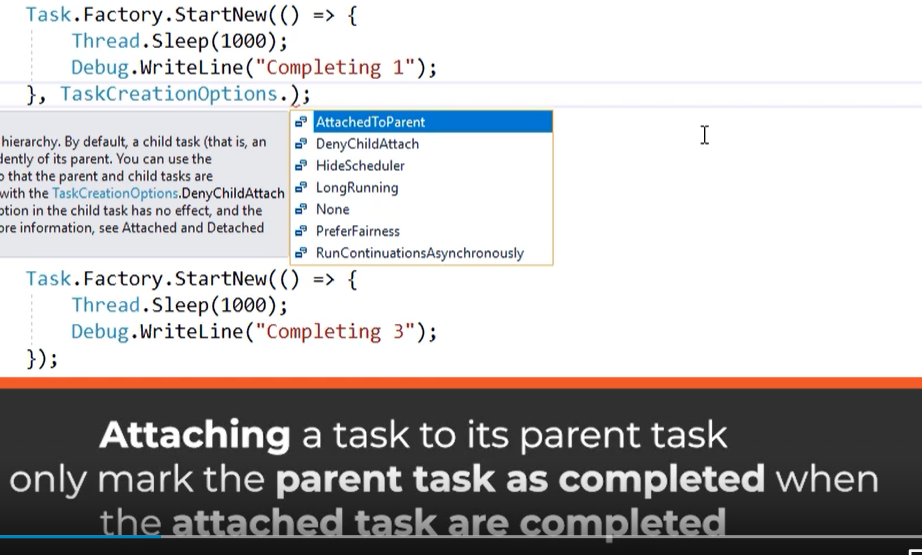 Task.Factory.StartNew(() => {
Thread.Sleep(1000);
Debug.WriteLine("Completing 1");
}, TaskCreationOptions.);
hierarchy. By default, a child task (that is, an
dently of its parent. You can use the
o that the parent and child tasks are
with the TaskCreationOptions.DenyChildAttach
ption in the child task has no effect, and the
ore information, see Attached and Detached
AttachedToParent
DenyChildAttach
HideScheduler
LongRunning
None
PreferFairness
RunContinuationsAsynchronously
Task.Factory.StartNew(() => {
Thread.Sleep(1000);
Debug.WriteLine("Completing 3");
});
Attaching a task to its parent task
only mark the parent task as completed when
the attached task are completed